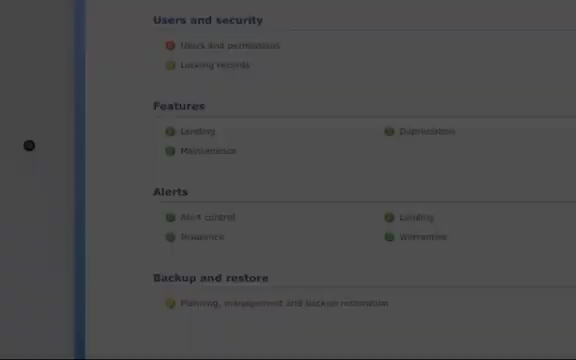 Users and security
Users and permissions
Locking records
Features
Lending
Depreciation
Maintenance
Alerts
Alert control
Lending
Insurance
Warranties
Backup and restore
Planning, management and backup restoration